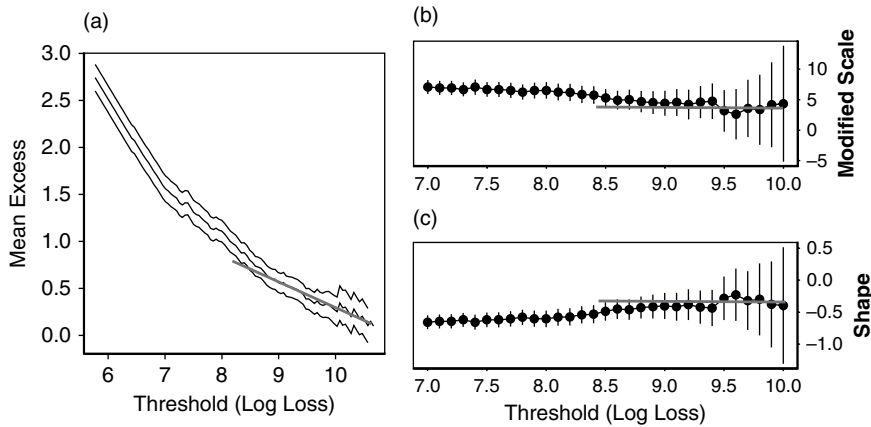 (a)
3.0
2.5
2.0
1.5
1.0
0.5
0.0
Mean Excess
6 7 8 9 10
Threshold (Log Loss)
(b)
10
5
0
−5
Modified Scale
7.0 7.5 8.0 8.5 9.0 9.5 10.0
(c)
0.5
0.0
−0.5
−1.0
Shape
7.0 7.5 8.0 8.5 9.0 9.5 10.0
Threshold (Log Loss)